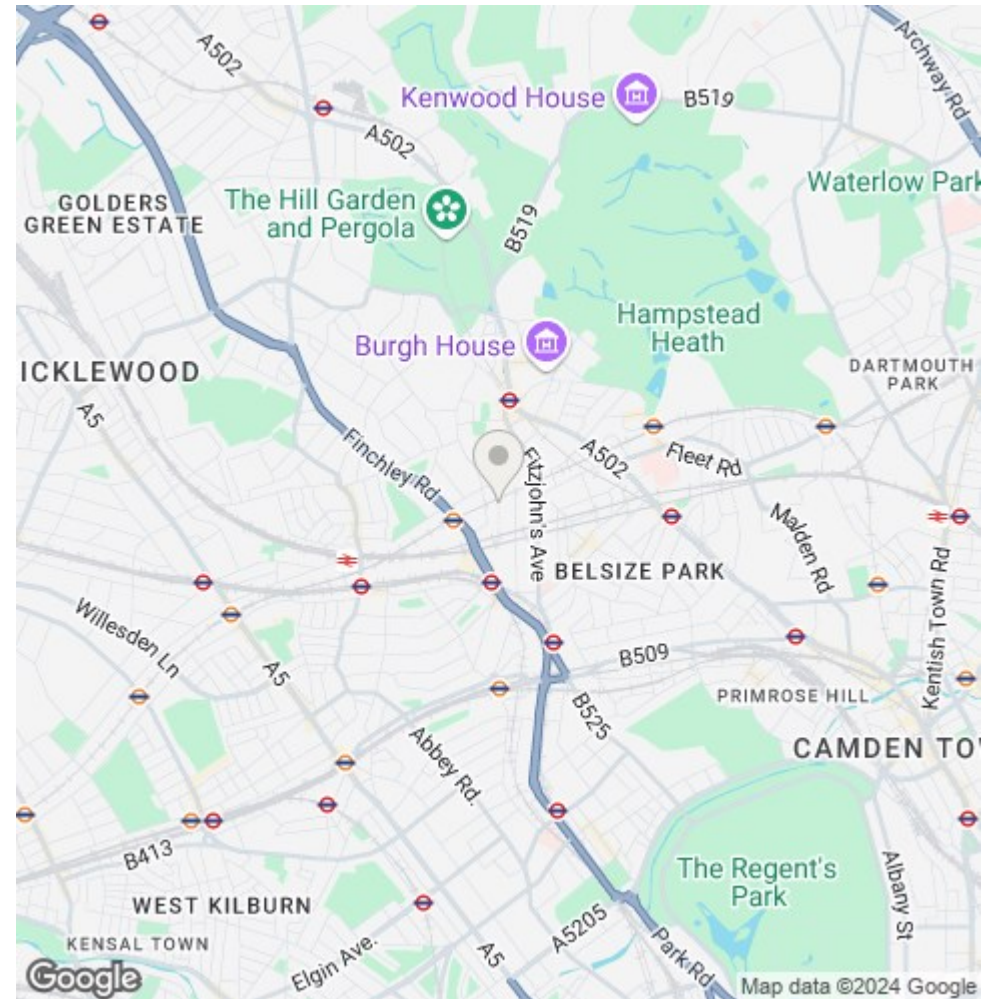 A502
Kenwood House
B519
Archway Rd
A502
The Hill Garden
and Pergola
Waterlow Park
GOLDERS
GREEN ESTATE
B519
Hampstead
Heath
Burgh House
ICKLEWOOD
DARTMOUTH
PARK
A5
Finchley Rd
Fitzjohn's Ave
A502
Fleet Rd
Malden Rd
BELSIZE PARK
Kentish Town Rd
Willesden Ln
A5
B509
PRIMROSE HILL
B525
Abbey Rd.
CAMDEN TOW
B413
The Regent's
Park
Albany St
WEST KILBURN
A5205
KENSAL TOWN
Elgin Ave.
A5
Park Rd
Google
Map data ©2024 Google